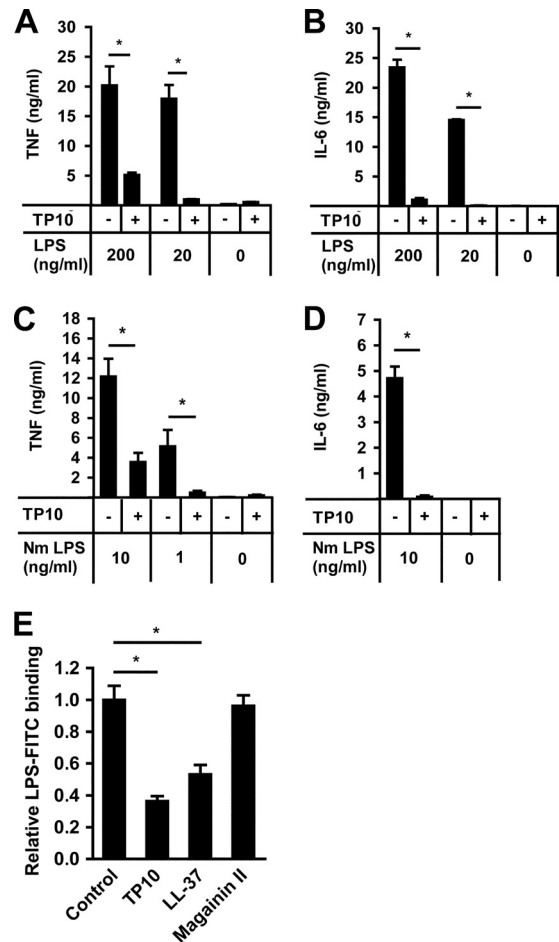 A
B
TNF (ng/ml)
30
25
20
15
10
5
*
*
TP10 - + - + - +
LPS (ng/ml) 200 20 0
IL-6 (ng/ml)
30
25
20
15
10
5
*
*
TP10 - + - + - +
LPS (ng/ml) 200 20 0
C
D
TNF (ng/ml)
18
16
14
12
10
8
6
4
2
*
*
TP10 - + - + - +
Nm LPS (ng/ml) 10 1 0
IL-6 (ng/ml)
7
6
5
4
3
2
1
*
TP10 - + - +
Nm LPS (ng/ml) 10 0
E
Relative LPS-FITC binding
1.2
1.0
0.8
0.6
0.4
0.2
0.0
*
*
Control
TP10
LL-37
Magainin II